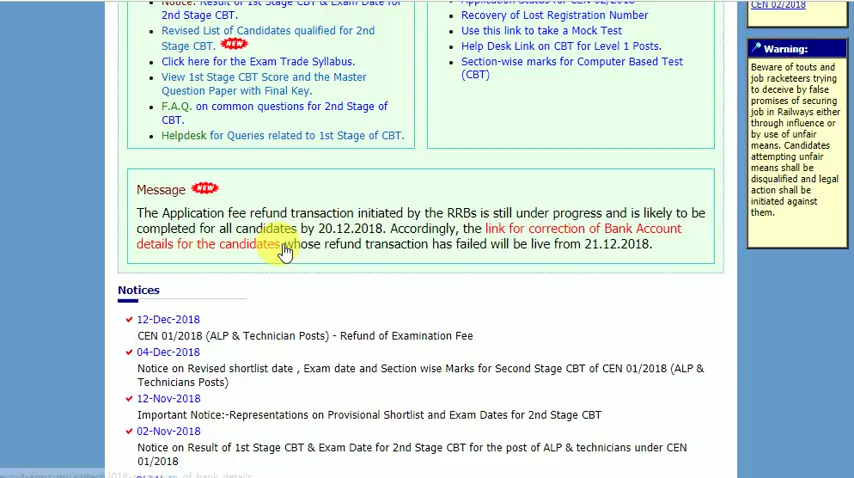 Notice: Result of 1st Stage CBT & Exam Date for
2nd Stage CBT.
Revised List of Candidates qualified for 2nd
Stage CBT. NEW
Click here for the Exam Trade Syllabus.
View 1st Stage CBT Score and the Master
Question Paper with Final Key.
F.A.Q. on common questions for 2nd Stage of
CBT.
Helpdesk for Queries related to 1st Stage of CBT.
Application Status for CEN 02/2018
Recovery of Lost Registration Number
Use this link to take a Mock Test
Help Desk Link on CBT for Level 1 Posts.
Section-wise marks for Computer Based Test
(CBT)
CEN 02/2018
Warning:
Beware of touts and
job racketeers trying
to deceive by false
promises of securing
job in Railways either
through influence or
by use of unfair
means. Candidates
attempting unfair
means shall be
disqualified and legal
action shall be
initiated against
them.
Message NEW
The Application fee refund transaction initiated by the RRBs is still under progress and is likely to be
completed for all candidates by 20.12.2018. Accordingly, the link for correction of Bank Account
details for the candidates whose refund transaction has failed will be live from 21.12.2018.
Notices
12-Dec-2018
CEN 01/2018 (ALP & Technician Posts) - Refund of Examination Fee
04-Dec-2018
Notice on Revised shortlist date , Exam date and Section wise Marks for Second Stage CBT of CEN 01/2018 (ALP &
Technicians Posts)
12-Nov-2018
Important Notice:-Representations on Provisional Shortlist and Exam Dates for 2nd Stage CBT
02-Nov-2018
Notice on Result of 1st Stage CBT & Exam Date for 2nd Stage CBT for the post of ALP & technicians under CEN
01/2018